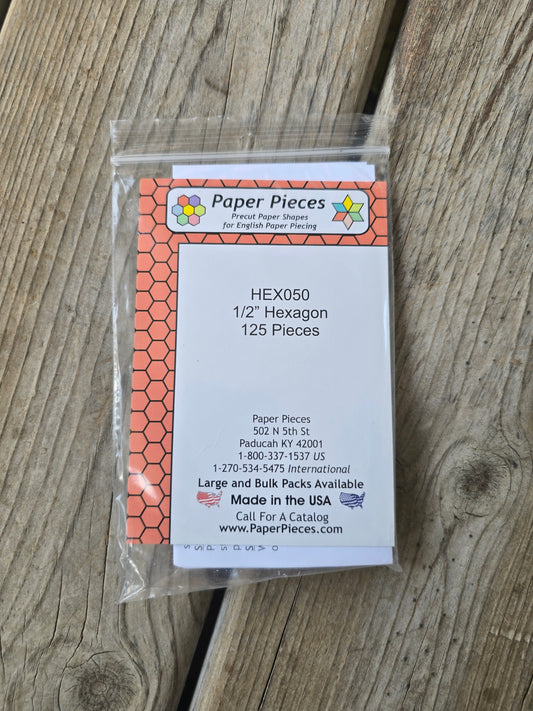 Paper Pieces
Precut Paper Shapes
for English Paper Piecing
HEX050
1/2” Hexagon
125 Pieces
Paper Pieces
502 N 5th St
Paducah KY 42001
1-800-337-1537 US
1-270-534-5475 International
Large and Bulk Packs Available
Made in the USA
Call For A Catalog
www.PaperPieces.com